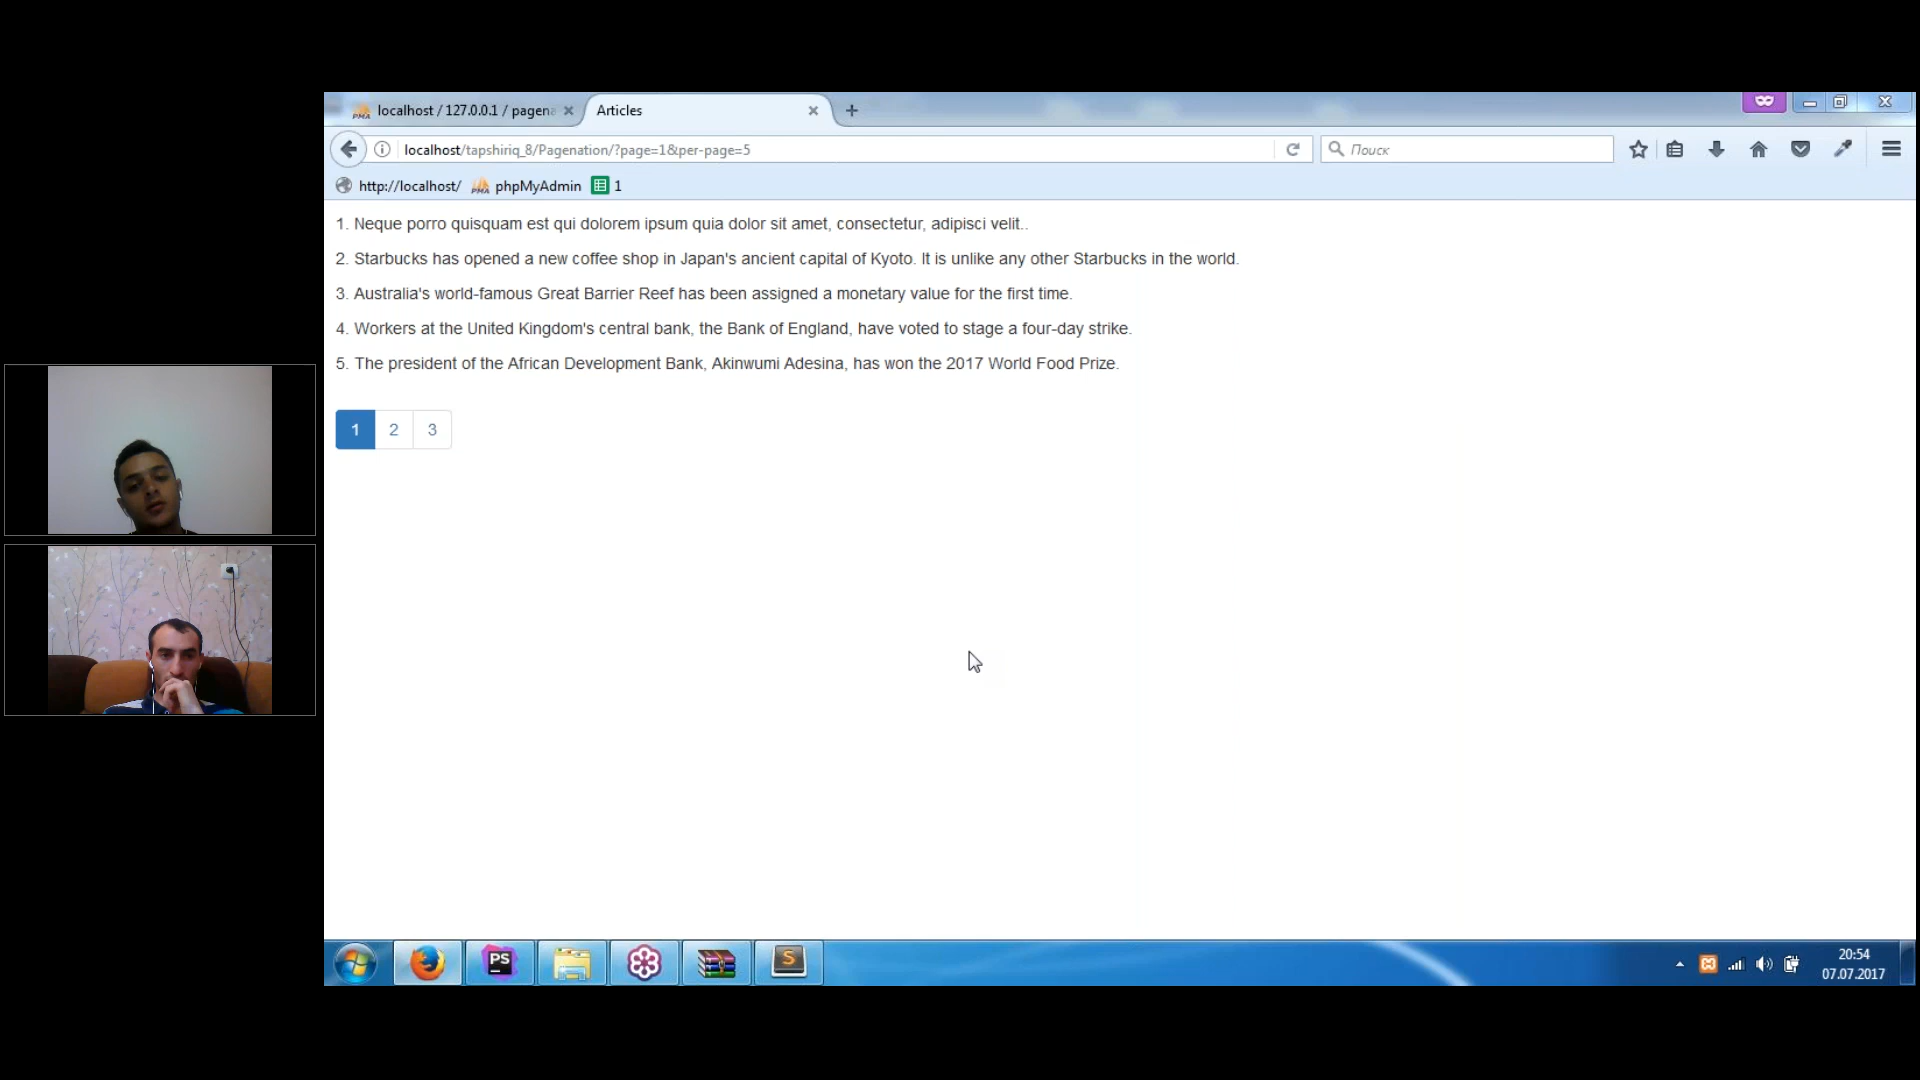 localhost / 127.0.0.1 / pagena
Articles
localhost/tapshiriq_8/Pagenation/?page=1&per-page=5
Поиск
http://localhost/ phpMyAdmin 1
1. Neque porro quisquam est qui dolorem ipsum quia dolor sit amet, consectetur, adipisci velit..
2. Starbucks has opened a new coffee shop in Japan's ancient capital of Kyoto. It is unlike any other Starbucks in the world.
3. Australia's world-famous Great Barrier Reef has been assigned a monetary value for the first time.
4. Workers at the United Kingdom's central bank, the Bank of England, have voted to stage a four-day strike.
5. The president of the African Development Bank, Akinwumi Adesina, has won the 2017 World Food Prize.
1 2 3
PS
S
20:54
07.07.2017